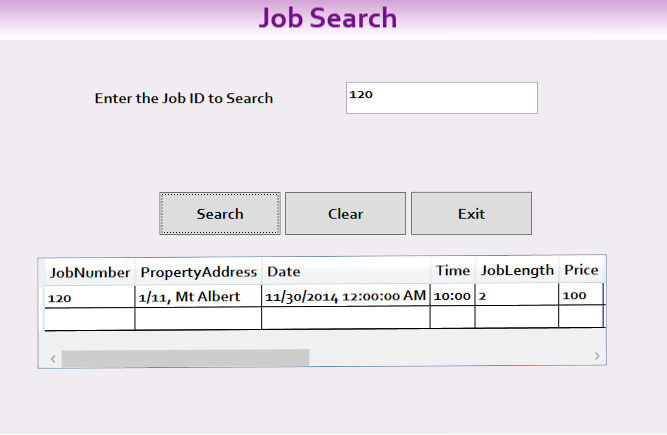 Job Search
Enter the Job ID to Search 120
Search Clear Exit
JobNumber PropertyAddress Date Time JobLength Price
120 1/11, Mt Albert 11/30/2014 12:00:00 AM 10:00 2 100